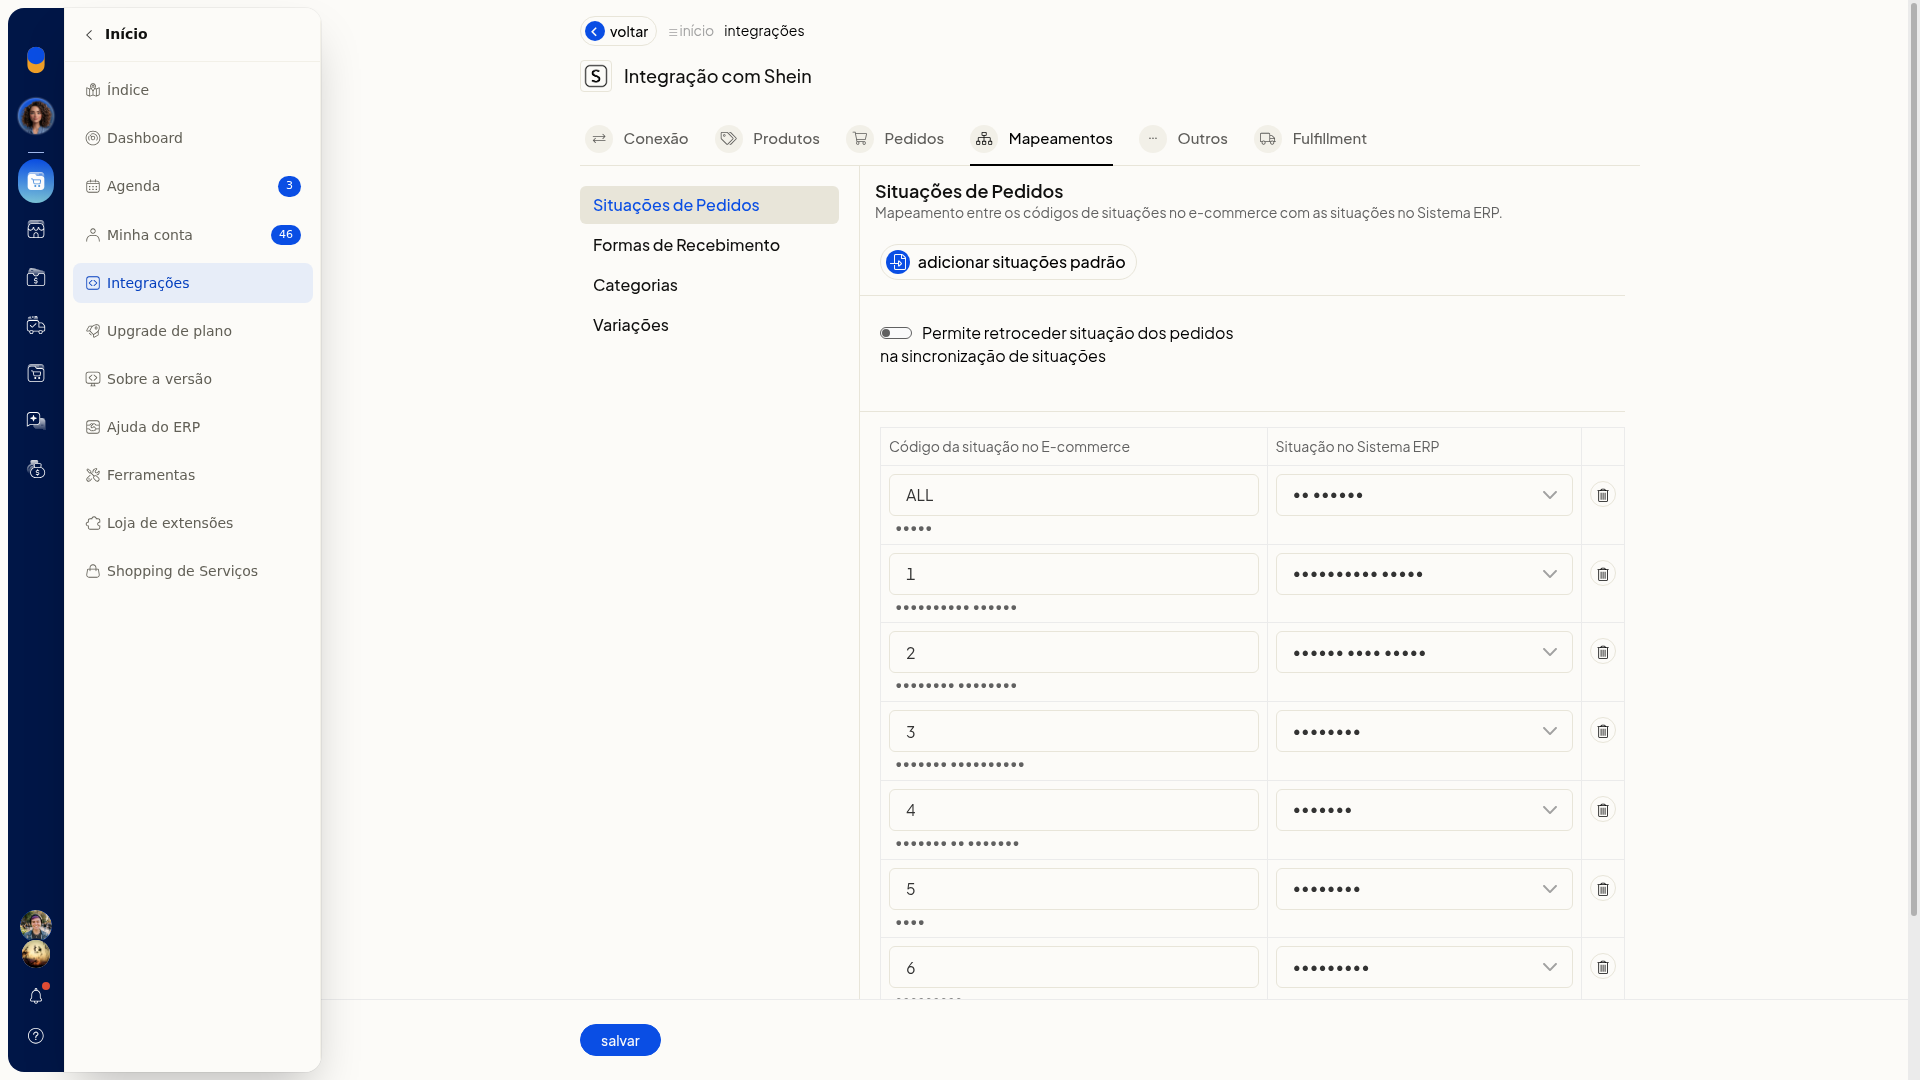 Início
Índice
Dashboard
Agenda 3
Minha conta 46
Integrações
Upgrade de plano
Sobre a versão
Ajuda do ERP
Ferramentas
Loja de extensões
Shopping de Serviços
voltar início integrações
S Integração com Shein
Conexão Produtos Pedidos Mapeamentos Outros Fulfillment
Situações de Pedidos
Formas de Recebimento
Categorias
Variações
Situações de Pedidos
Mapeamento entre os códigos de situações no e-commerce com as situações no Sistema ERP.
adicionar situações padrão
Permite retroceder situação dos pedidos
na sincronização de situações
Código da situação no E-commerce Situação no Sistema ERP
ALL
1
2
3
4
5
6
salvar